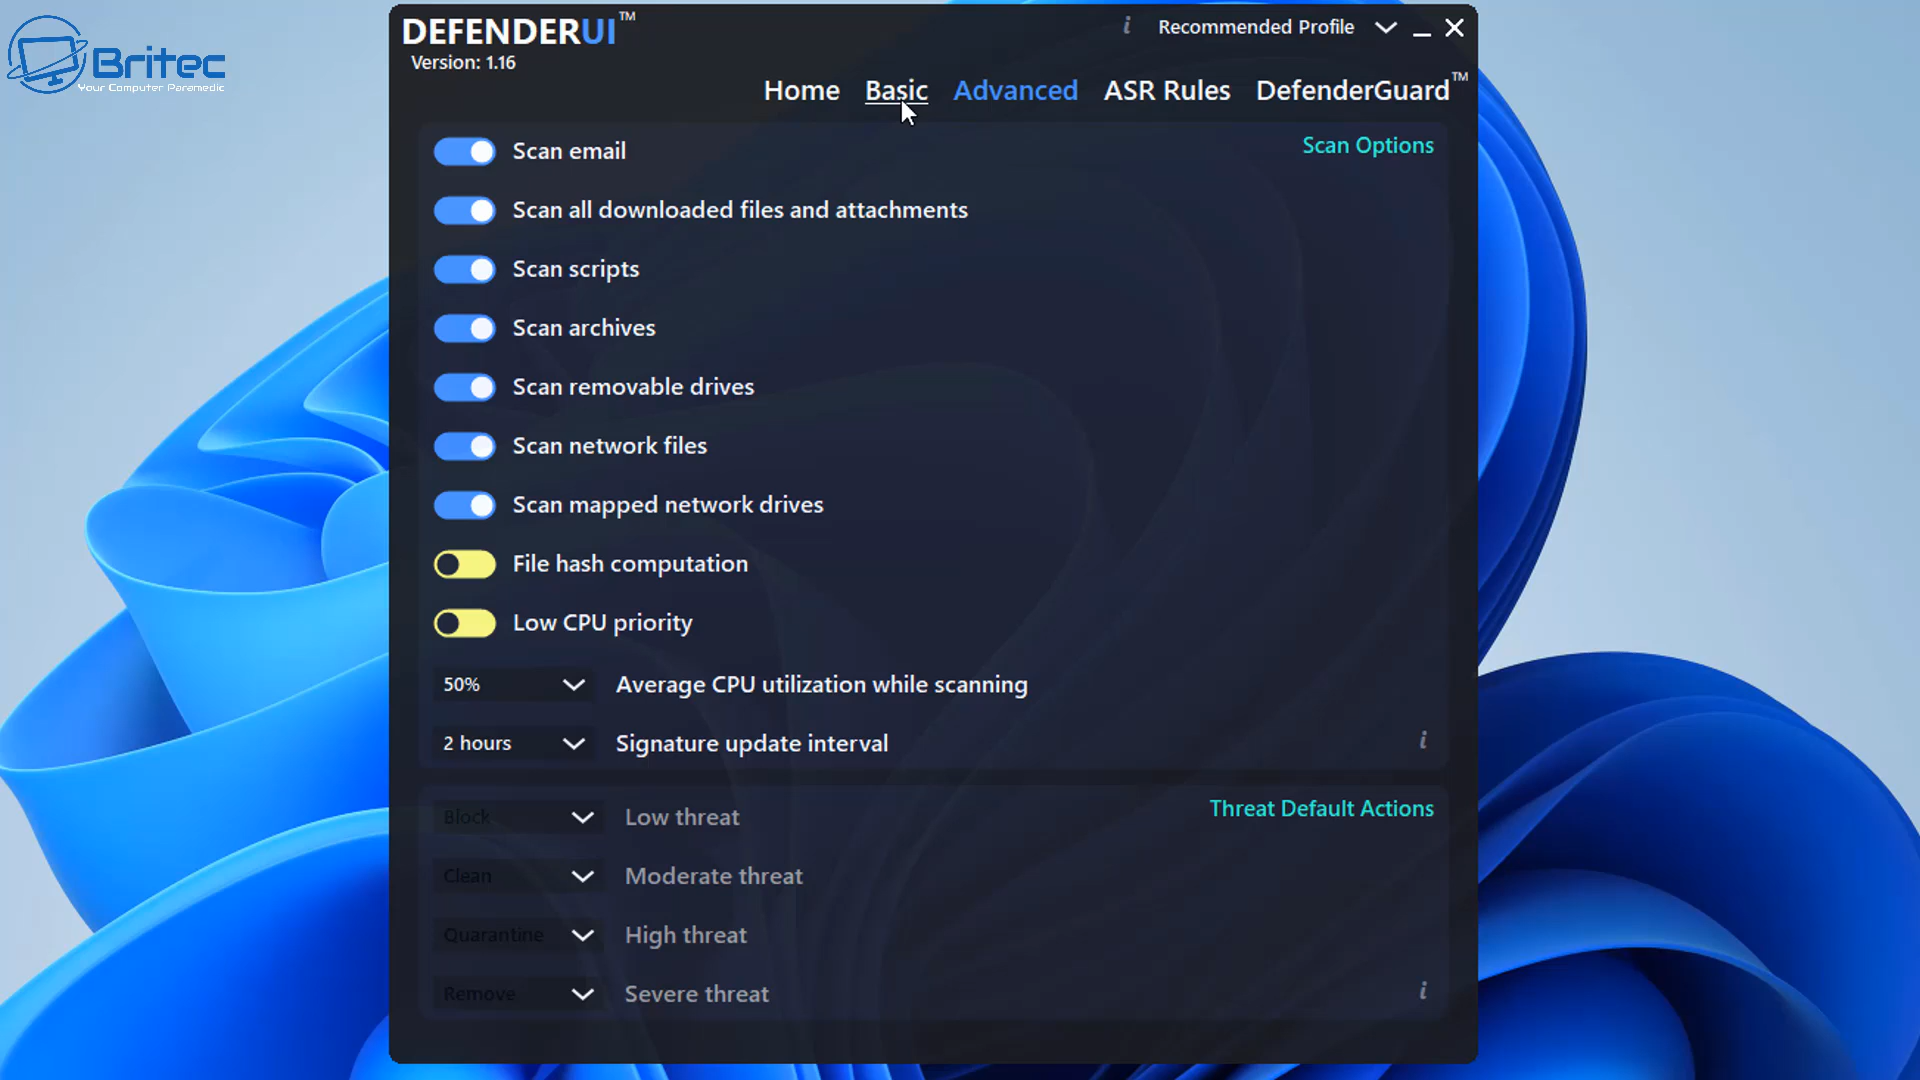 Britec
Your Computer Paramedic
DEFENDERUI™
Version: 1.16
i Recommended Profile
Home Basic Advanced ASR Rules DefenderGuard™
Scan Options
Scan email
Scan all downloaded files and attachments
Scan scripts
Scan archives
Scan removable drives
Scan network files
Scan mapped network drives
File hash computation
Low CPU priority
50% Average CPU utilization while scanning
2 hours Signature update interval i
Threat Default Actions
Block Low threat
Clean Moderate threat
Quarantine High threat
Remove Severe threat i